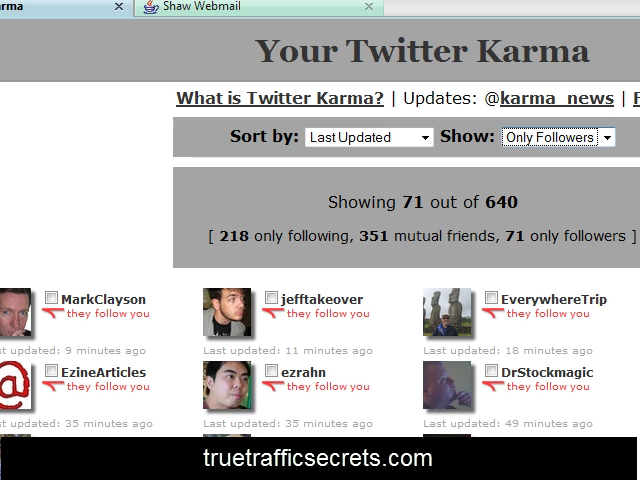 arma
Shaw Webmail
Your Twitter Karma
What is Twitter Karma? | Updates: @karma_news | F
Sort by: Last Updated Show: Only Followers
Showing 71 out of 640
[ 218 only following, 351 mutual friends, 71 only followers ]
MarkClayson
they follow you
st updated: 9 minutes ago
jefftakeover
they follow you
Last updated: 11 minutes ago
EverywhereTrip
they follow you
Last updated: 18 minutes ago
EzineArticles
they follow you
st updated: 35 minutes ago
ezrahn
they follow you
Last updated: 35 minutes ago
DrStockmagic
they follow you
Last updated: 49 minutes ago
truetrafficsecrets.com